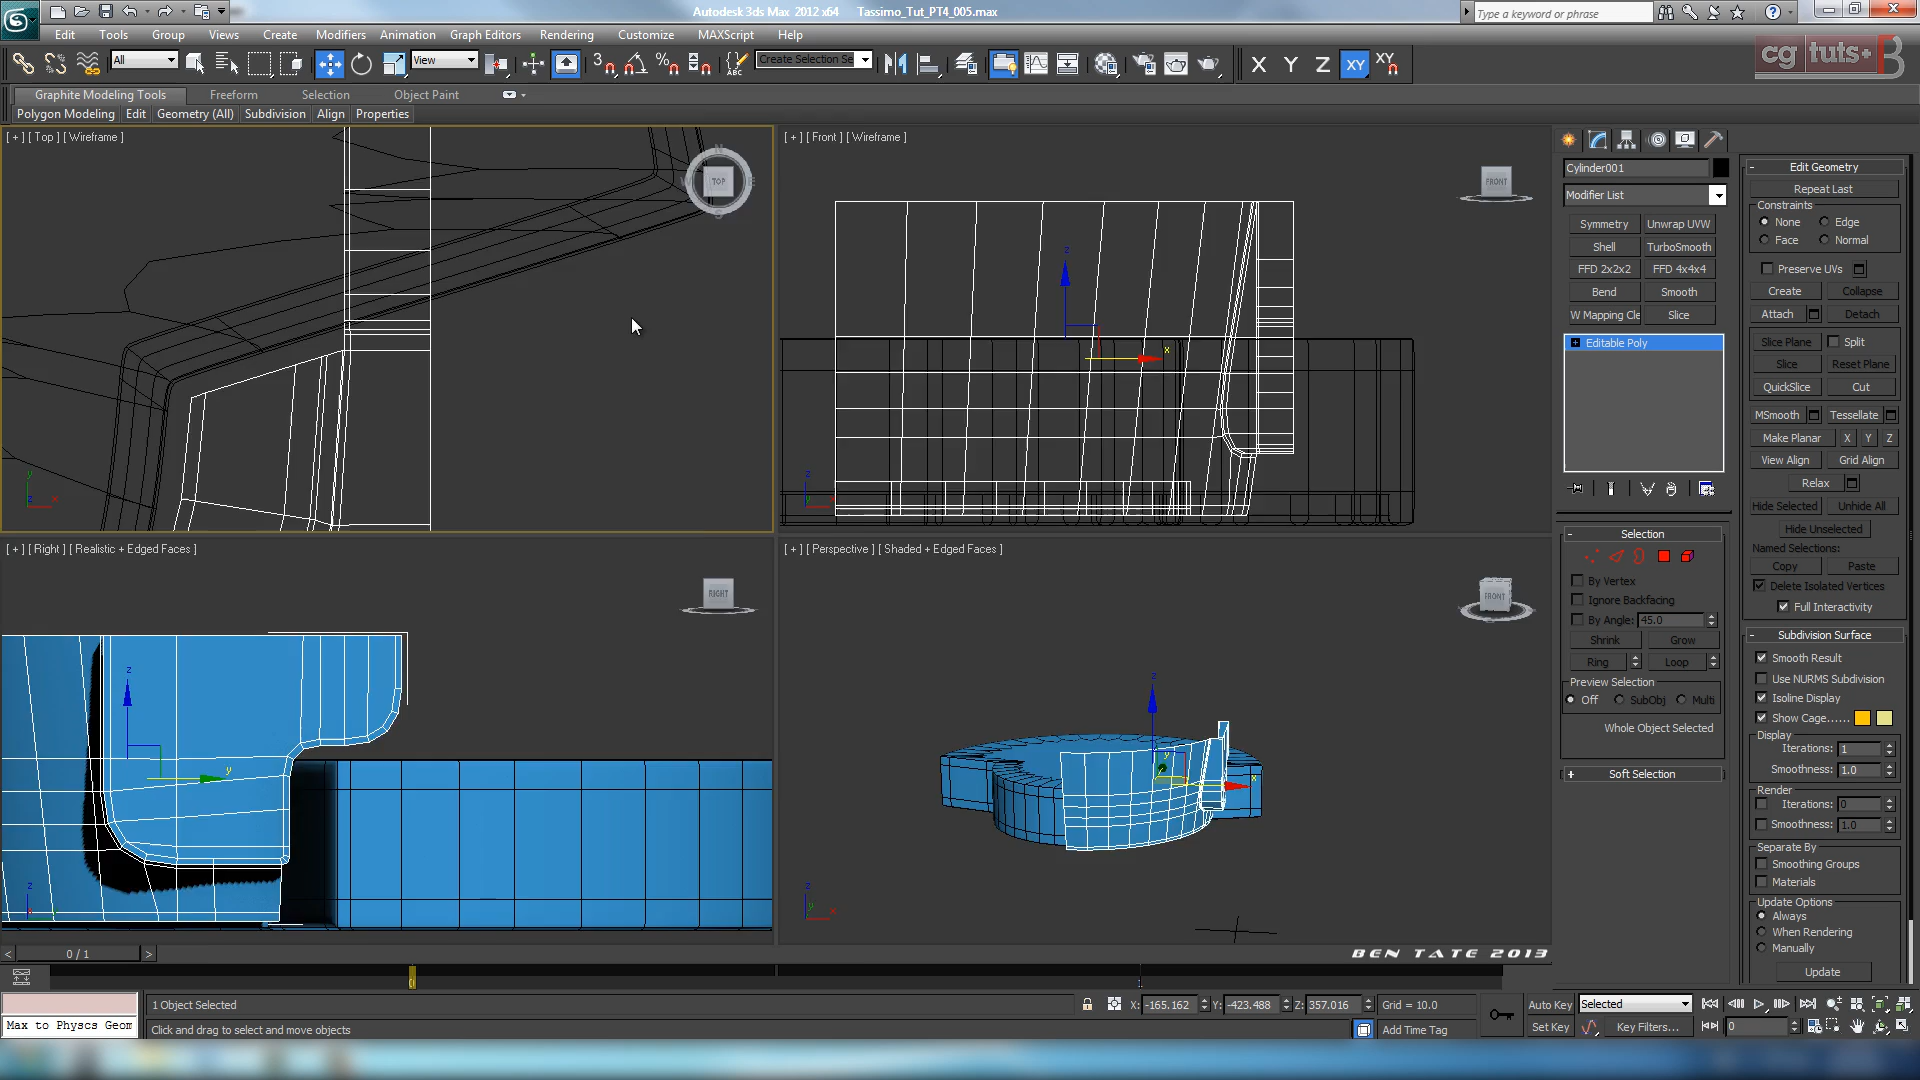 Autodesk 3ds Max 2012 x64 Tassimo_Tut_PT4_005.max
Type a keyword or phrase
Edit Tools Group Views Create Modifiers Animation Graph Editors Rendering Customize MAXScript Help
All View 3 Create Selection Se X Y Z XY XY
cg tuts+
Graphite Modeling Tools Freeform Selection Object Paint
Polygon Modeling Edit Geometry (All) Subdivision Align Properties
[ + ] [ Top ] [ Wireframe ]
TOP
[ + ] [ Front ] [ Wireframe ]
FRONT
[ + ] [ Right ] [ Realistic + Edged Faces ]
RIGHT
[ + ] [ Perspective ] [ Shaded + Edged Faces ]
FRONT
BEN TATE 2013
Cylinder001
Modifier List
Symmetry Unwrap UVW
Shell TurboSmooth
FFD 2x2x2 FFD 4x4x4
Bend Smooth
W Mapping Cle Slice
Editable Poly
Selection
By Vertex
Ignore Backfacing
By Angle: 45.0
Shrink Grow
Ring Loop
Preview Selection
Off SubObj Multi
Whole Object Selected
Soft Selection
Edit Geometry
Repeat Last
Constraints
None Edge
Face Normal
Preserve UVs
Create Collapse
Attach Detach
Slice Plane Split
Slice Reset Plane
QuickSlice Cut
MSmooth Tessellate
Make Planar X Y Z
View Align Grid Align
Relax
Hide Selected Unhide All
Hide Unselected
Named Selections:
Copy Paste
Delete Isolated Vertices
Full Interactivity
Subdivision Surface
Smooth Result
Use NURMS Subdivision
Isoline Display
Show Cage......
Display
Iterations: 1
Smoothness: 1.0
Render
Iterations: 0
Smoothness: 1.0
Separate By
Smoothing Groups
Materials
Update Options
Always
When Rendering
Manually
Update
< 0 / 1 >
Max to Physcs Geom
1 Object Selected
Click and drag to select and move objects
X: -165.162 Y: -423.488 Z: 357.016 Grid = 10.0
Add Time Tag
Auto Key Selected
Set Key Key Filters... 0